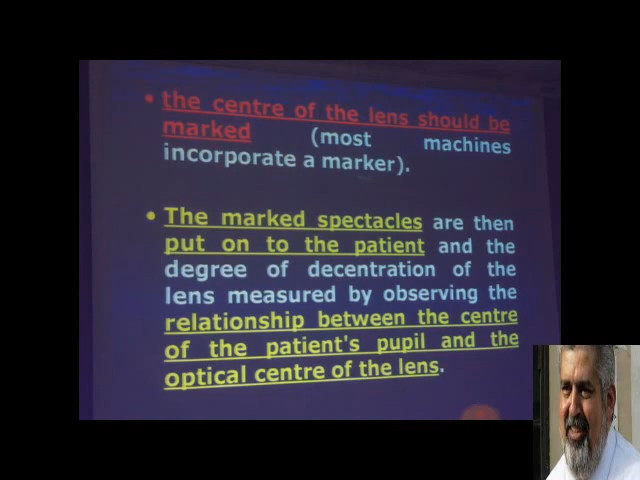 • the centre of the lens should be
marked (most machines
incorporate a marker).
• The marked spectacles are then
put on to the patient and the
degree of decentration of the
lens measured by observing the
relationship between the centre
of the patient's pupil and the
optical centre of the lens.